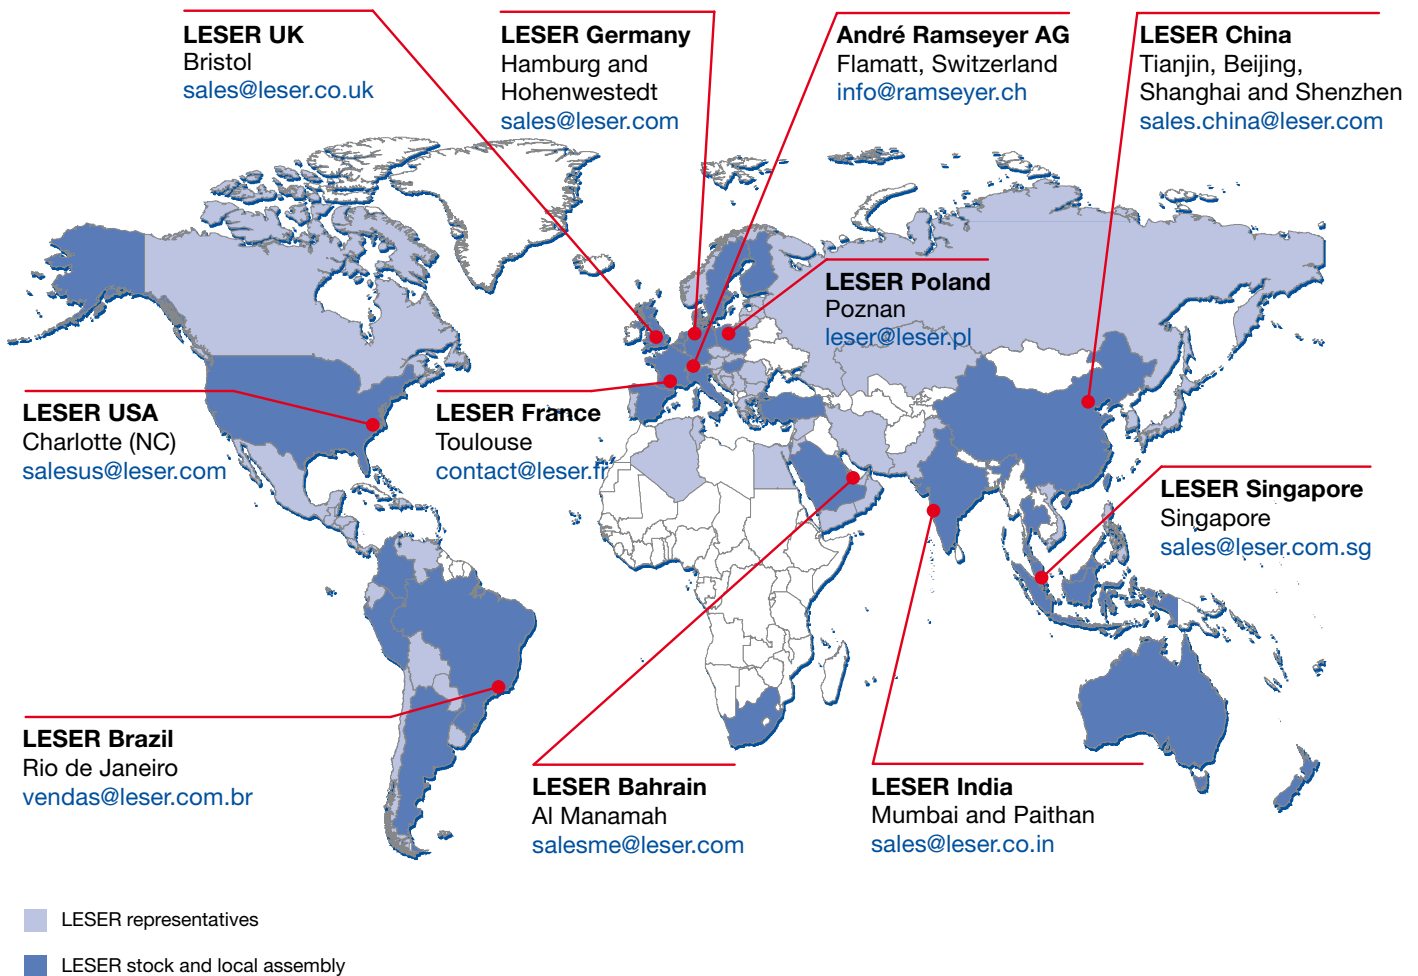 LESER UK
Bristol
sales@leser.co.uk
LESER Germany
Hamburg and
Hohenwestedt
sales@leser.com
André Ramseyer AG
Flamatt, Switzerland
info@ramseyer.ch
LESER China
Tianjin, Beijing,
Shanghai and Shenzhen
sales.china@leser.com
LESER Poland
Poznan
leser@leser.pl
LESER USA
Charlotte (NC)
salesus@leser.com
LESER France
Toulouse
contact@leser.fr
LESER Singapore
Singapore
sales@leser.com.sg
LESER Brazil
Rio de Janeiro
vendas@leser.com.br
LESER Bahrain
Al Manamah
salesme@leser.com
LESER India
Mumbai and Paithan
sales@leser.co.in
LESER representatives
LESER stock and local assembly